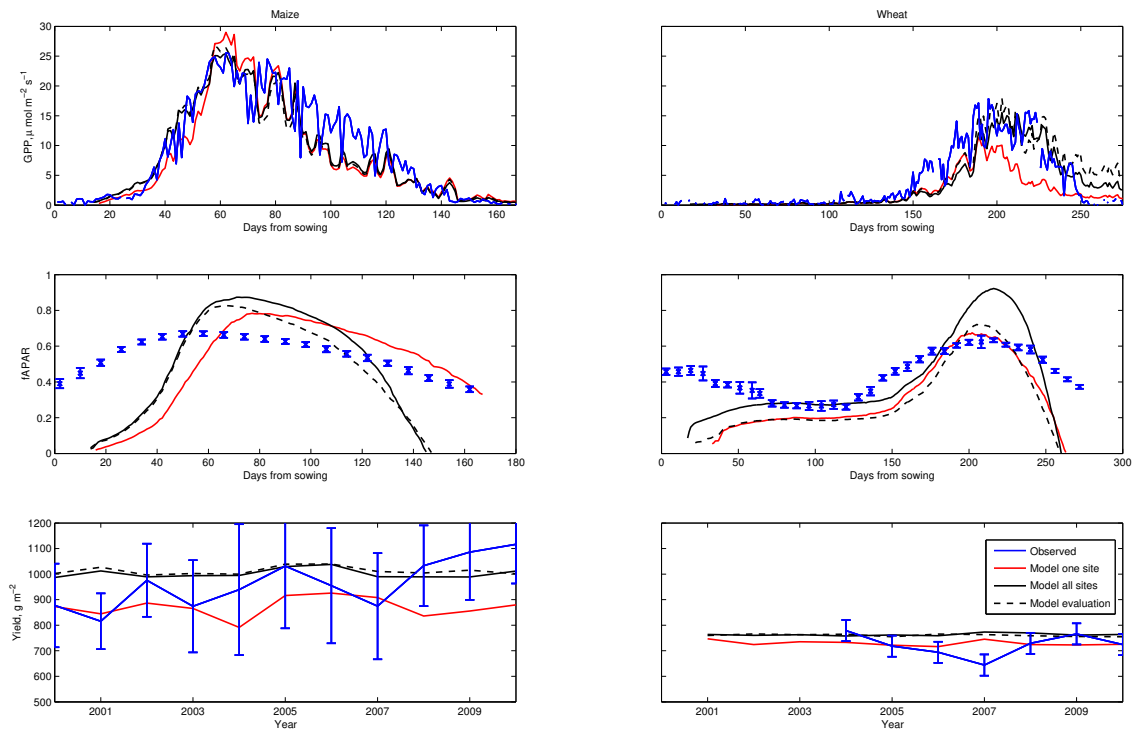 Maize
Wheat
30
25
20
15
10
5
0
GPP, μ mol m−2 s−1
0 20 40 60 80 100 120 140 160
Days from sowing
0 50 100 150 200 250
Days from sowing
1
0.8
0.6
0.4
0.2
0
fAPAR
0 20 40 60 80 100 120 140 160 180
Days from sowing
0 50 100 150 200 250 300
Days from sowing
1200
1100
1000
900
800
700
600
500
Yield, g m−2
2001 2003 2005 2007 2009
Year
Observed
Model one site
Model all sites
Model evaluation
2001 2003 2005 2007 2009
Year